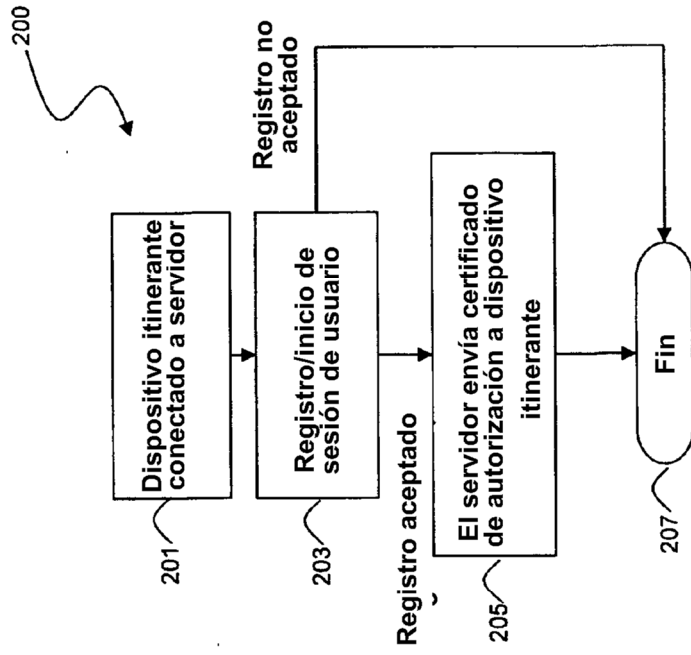 200
Dispositivo itinerante
conectado a servidor
201
Registro/inicio de
sesión de usuario
203
Registro no
aceptado
Registro aceptado
El servidor envía certificado
de autorización a dispositivo
itinerante
205
Fin
207